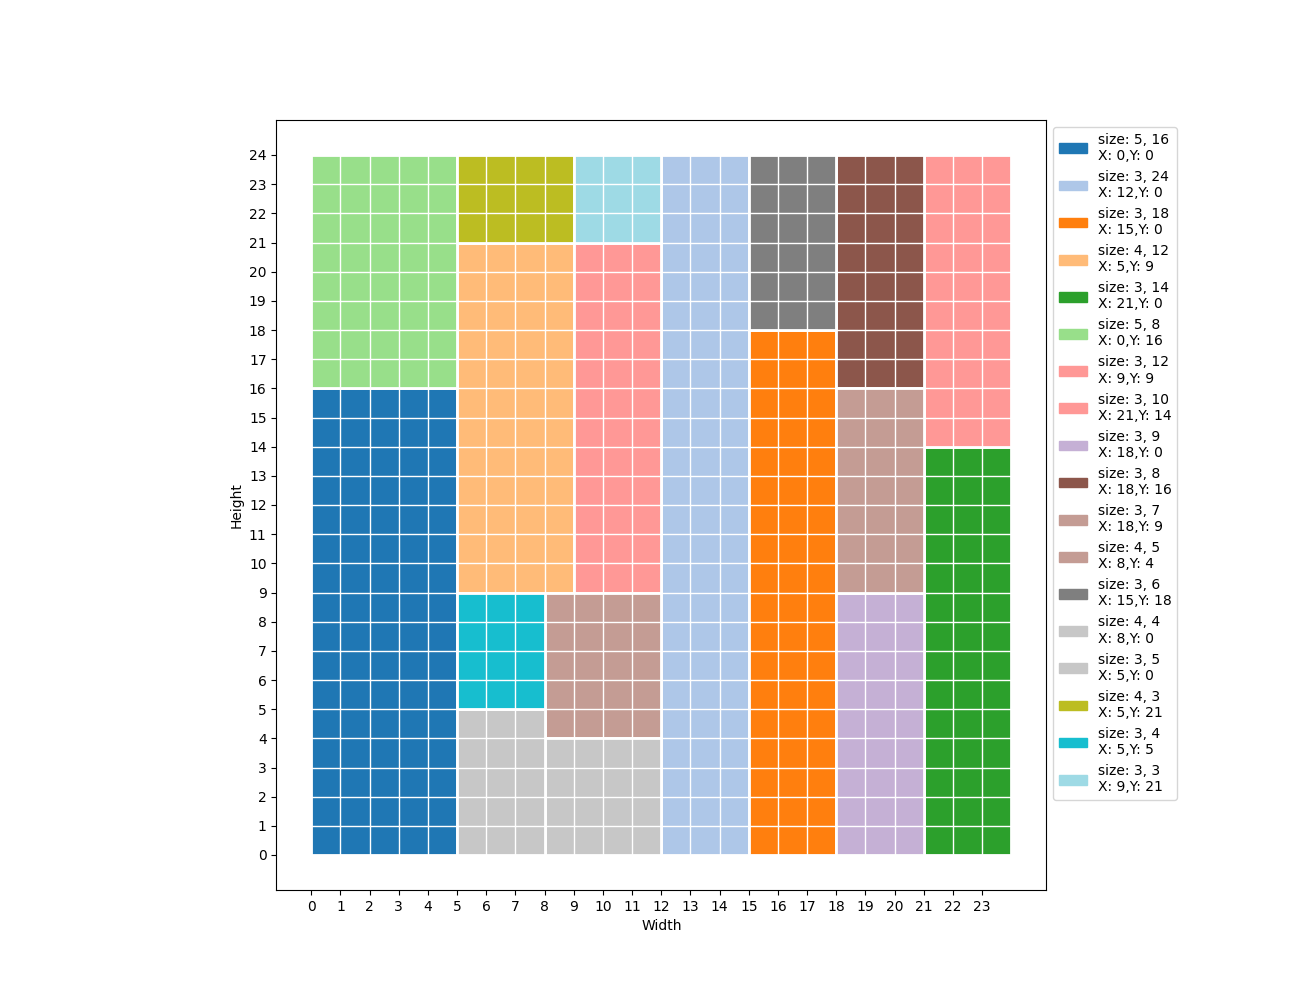 24
23
22
21
20
19
18
17
16
15
14
13
12
11
10
9
8
7
6
5
4
3
2
1
0
Height
0 1 2 3 4 5 6 7 8 9 10 11 12 13 14 15 16 17 18 19 20 21 22 23
Width
size: 5, 16
X: 0,Y: 0
size: 3, 24
X: 12,Y: 0
size: 3, 18
X: 15,Y: 0
size: 4, 12
X: 5,Y: 9
size: 3, 14
X: 21,Y: 0
size: 5, 8
X: 0,Y: 16
size: 3, 12
X: 9,Y: 9
size: 3, 10
X: 21,Y: 14
size: 3, 9
X: 18,Y: 0
size: 3, 8
X: 18,Y: 16
size: 3, 7
X: 18,Y: 9
size: 4, 5
X: 8,Y: 4
size: 3, 6
X: 15,Y: 18
size: 4, 4
X: 8,Y: 0
size: 3, 5
X: 5,Y: 0
size: 4, 3
X: 5,Y: 21
size: 3, 4
X: 5,Y: 5
size: 3, 3
X: 9,Y: 21